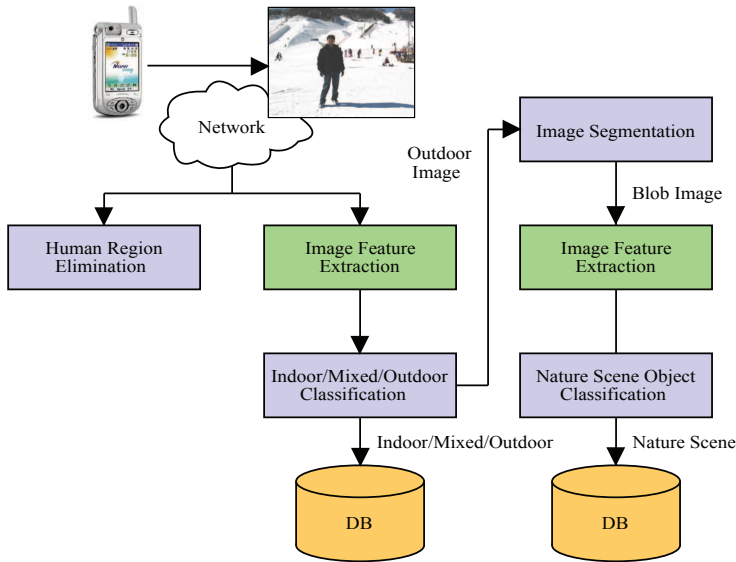 Network
Outdoor
Image
Image Segmentation
Blob Image
Human Region
Elimination
Image Feature
Extraction
Image Feature
Extraction
Indoor/Mixed/Outdoor
Classification
Nature Scene Object
Classification
Indoor/Mixed/Outdoor
Nature Scene
DB
DB